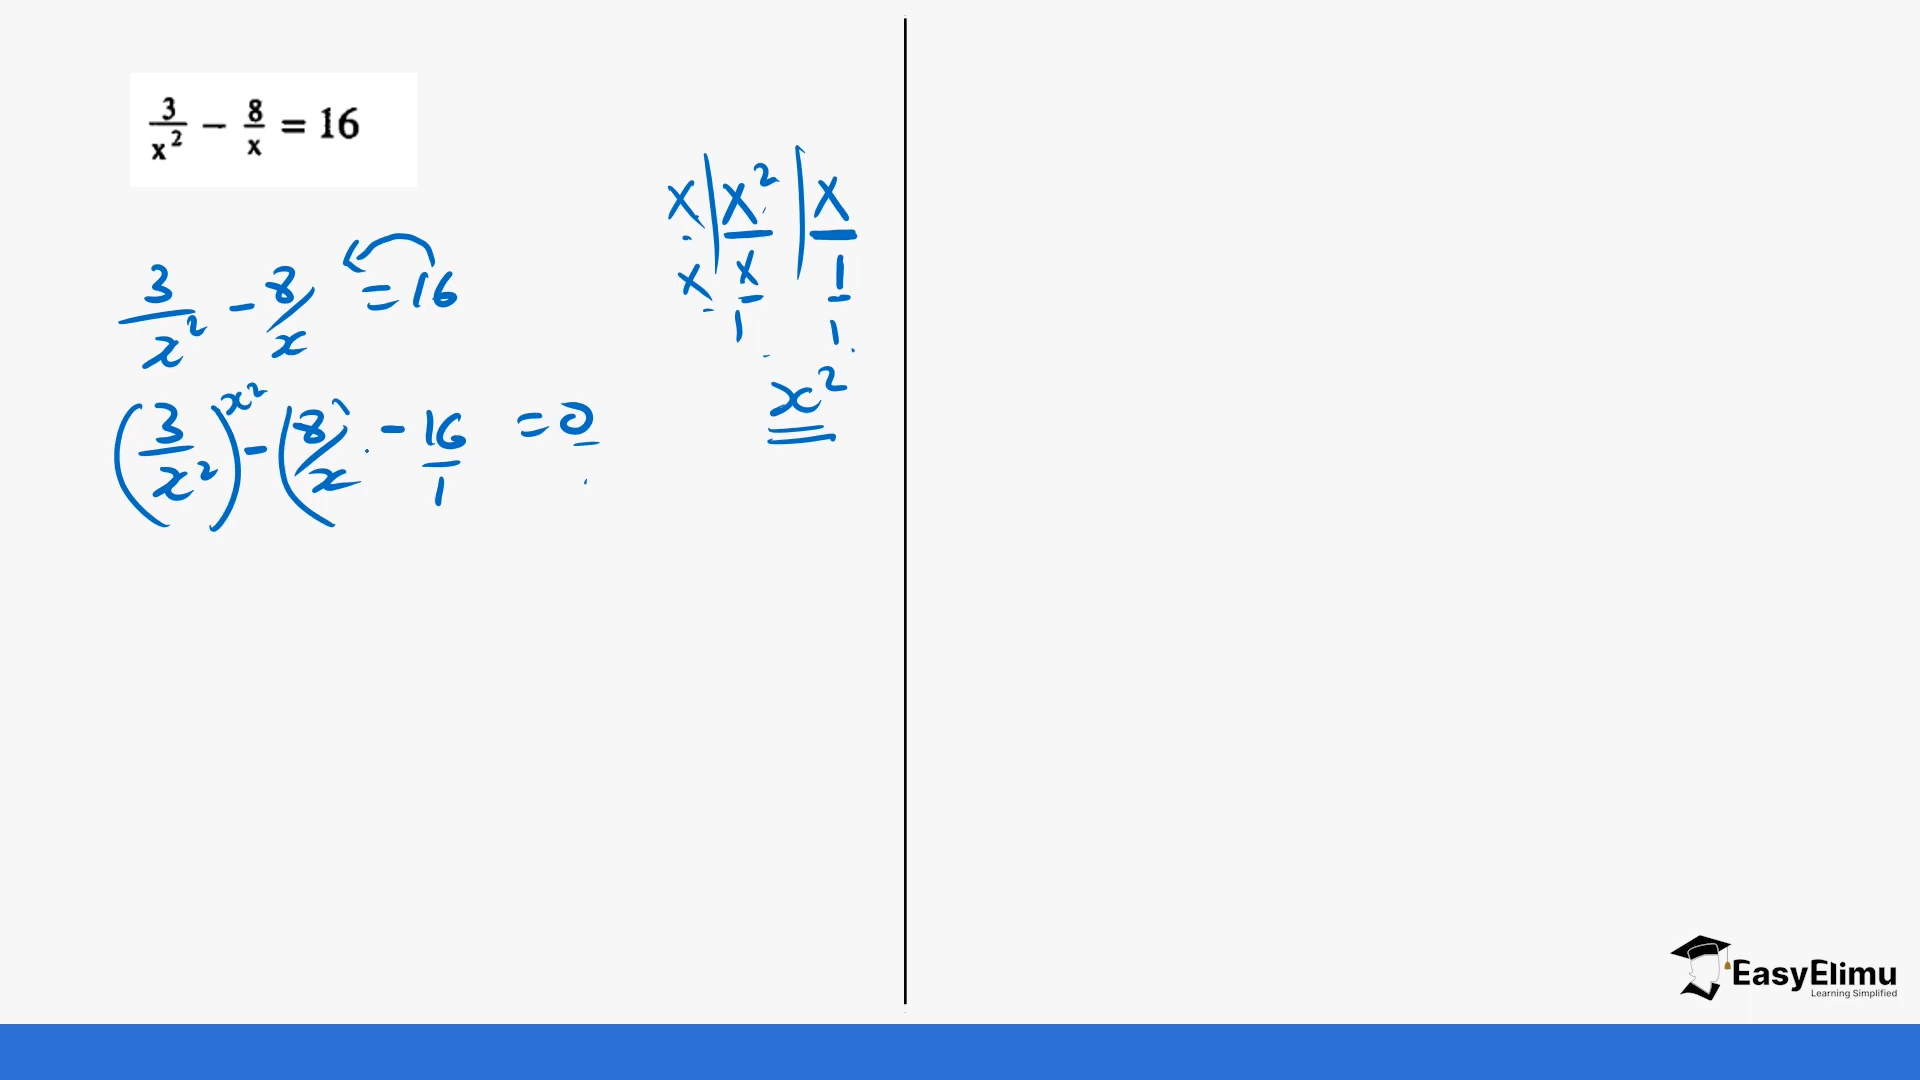 3/x² − 8/x = 16
3/x² − 8/x = 16
(3/x²)x² − (8/x) − 16/1 = 0
x | x² | x
x | x | 1
1 1
x²
EasyElimu
Learning Simplified